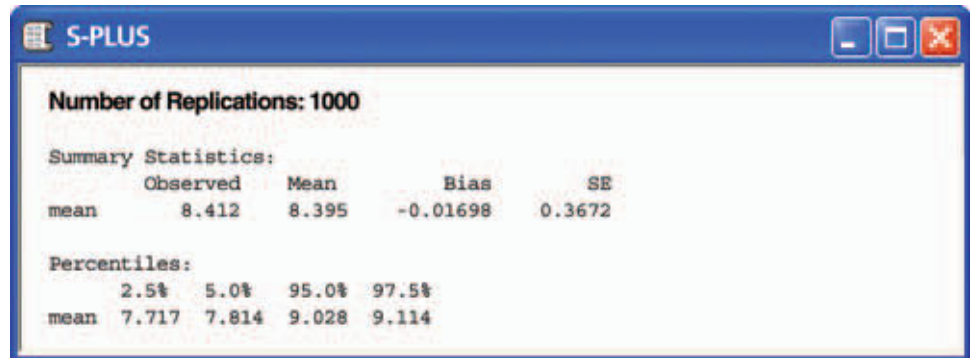 S-PLUS
Number of Replications: 1000
Summary Statistics:
Observed Mean Bias SE
mean 8.412 8.395 -0.01698 0.3672
Percentiles:
2.5% 5.0% 95.0% 97.5%
mean 7.717 7.814 9.028 9.114